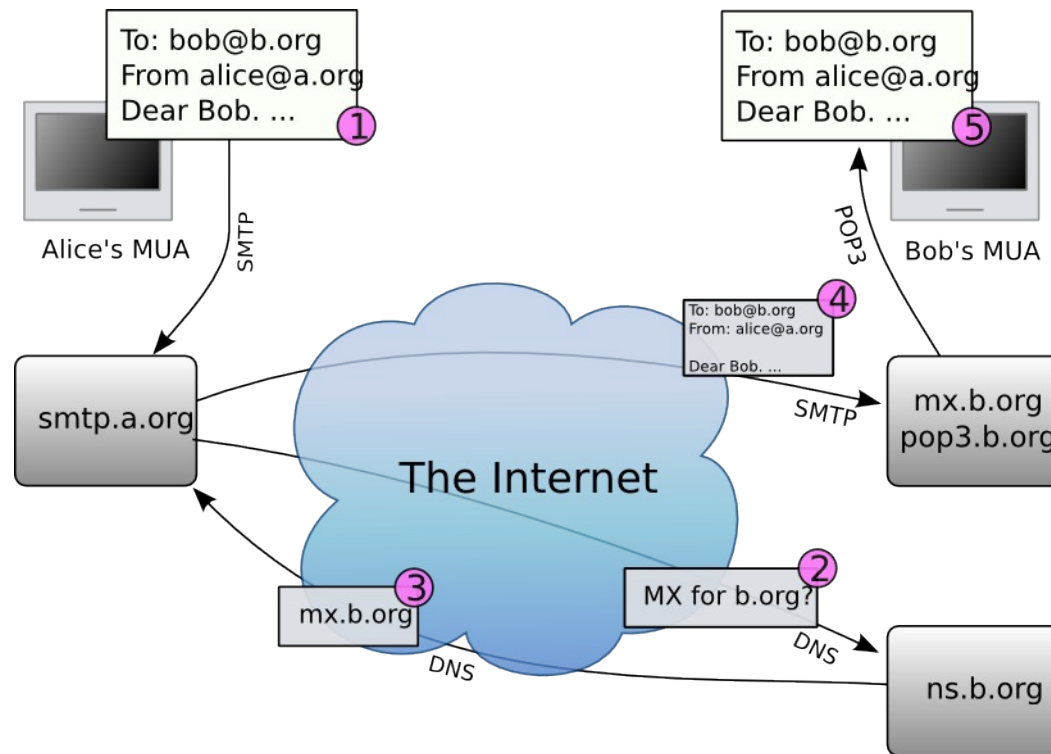 To: bob@b.org
From alice@a.org
Dear Bob. ...
1
Alice's MUA
SMTP
To: bob@b.org
From alice@a.org
Dear Bob. ...
5
Bob's MUA
POP3
To: bob@b.org
From: alice@a.org
Dear Bob. ...
4
SMTP
smtp.a.org
mx.b.org
pop3.b.org
The Internet
MX for b.org?
2
DNS
mx.b.org
3
DNS
ns.b.org